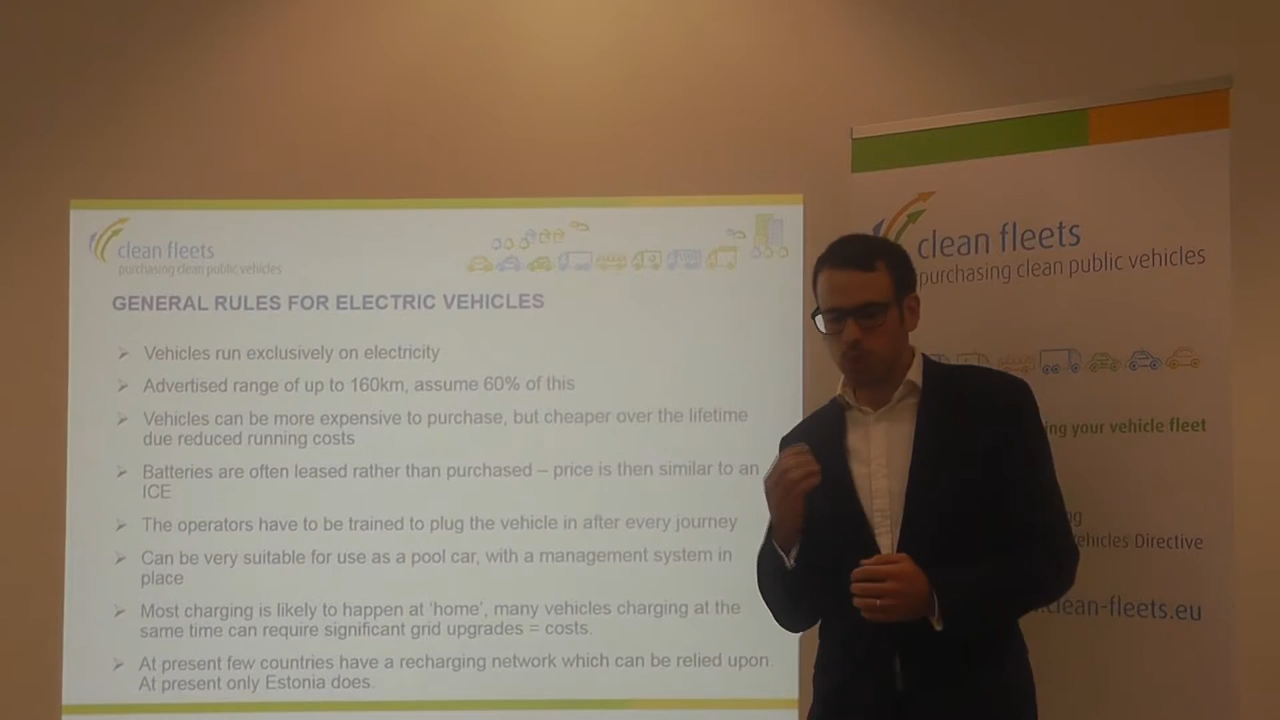 clean fleets
purchasing clean public vehicles
GENERAL RULES FOR ELECTRIC VEHICLES
Vehicles run exclusively on electricity
Advertised range of up to 160km, assume 60% of this
Vehicles can be more expensive to purchase, but cheaper over the lifetime
due reduced running costs
Batteries are often leased rather than purchased – price is then similar to an
ICE
The operators have to be trained to plug the vehicle in after every journey
Can be very suitable for use as a pool car, with a management system in
place
Most charging is likely to happen at ‘home’, many vehicles charging at the
same time can require significant grid upgrades = costs.
At present few countries have a recharging network which can be relied upon.
At present only Estonia does.
clean fleets
purchasing clean public vehicles
your vehicle fleet
Directive
clean-fleets.eu